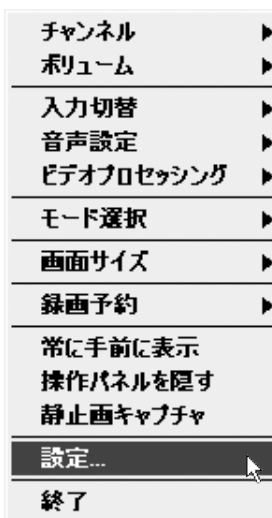 チャンネル
ボリューム
入力切替
音声設定
ビデオプロセッシング
モード選択
画面サイズ
録画予約
常に手前に表示
操作パネルを隠す
静止画キャプチャ
設定...
終了